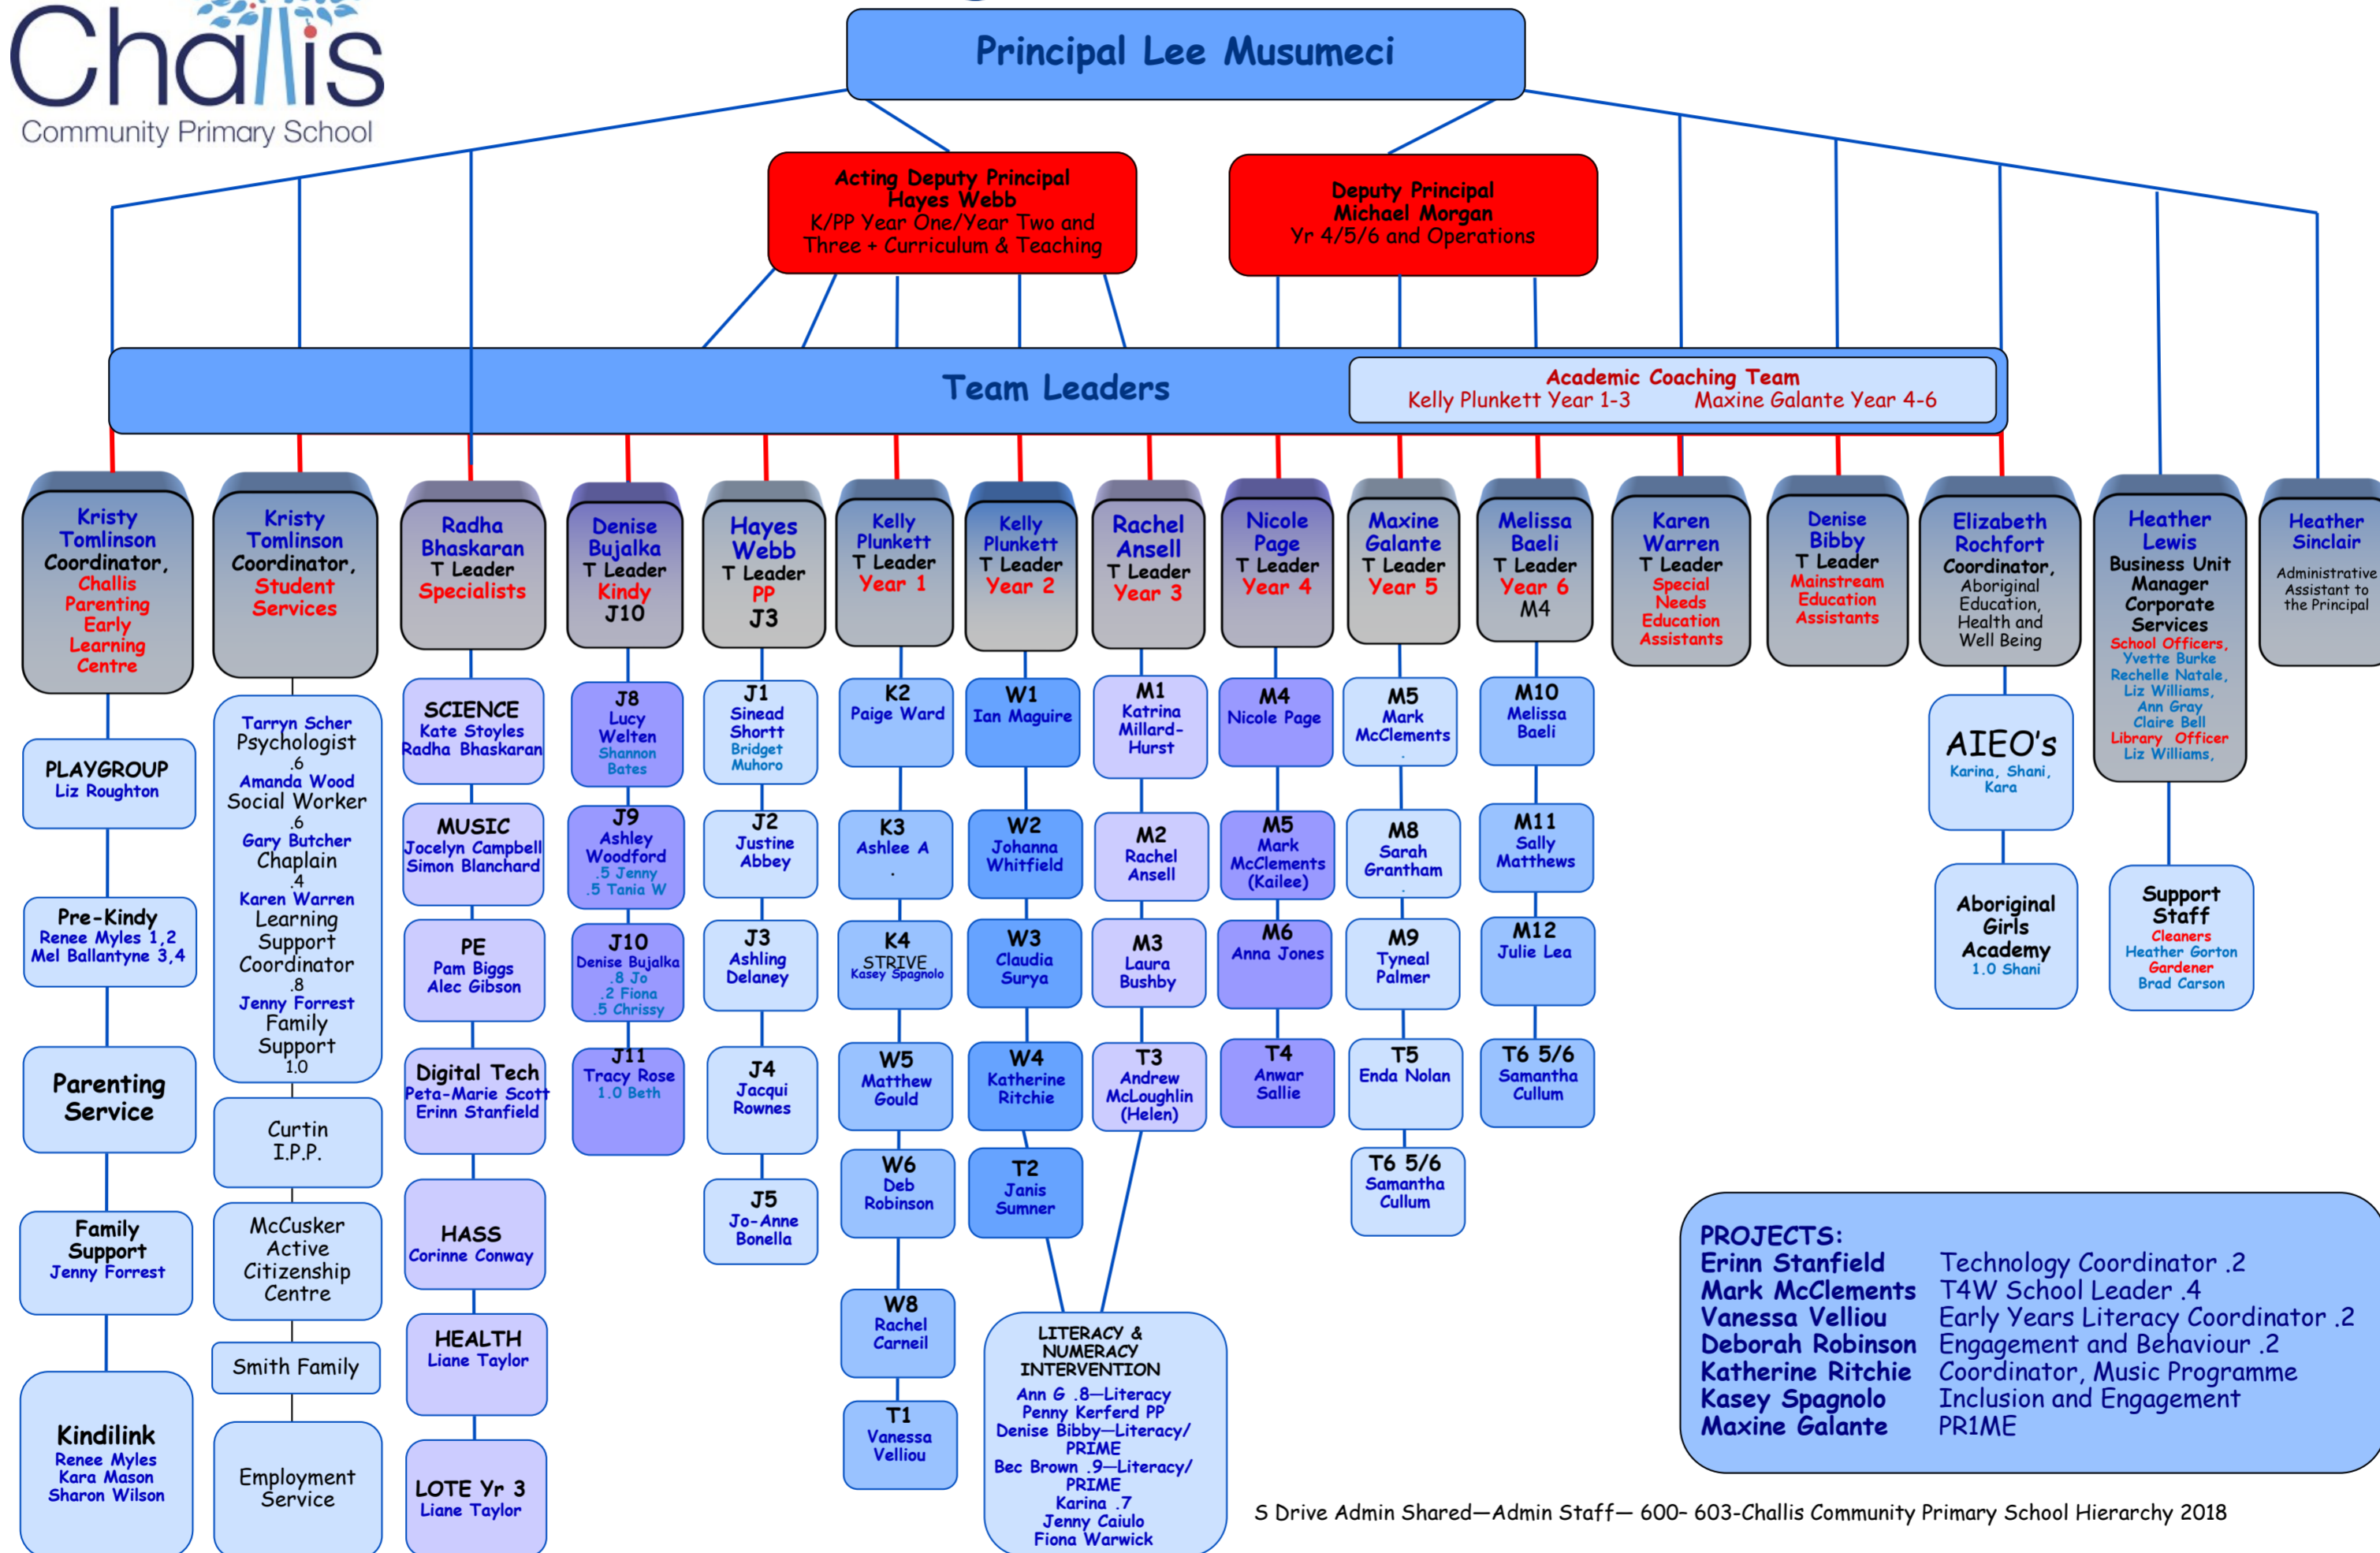 Challis
Community Primary School
Principal Lee Musumeci
Acting Deputy Principal
Hayes Webb
K/PP Year One/Year Two and
Three + Curriculum & Teaching
Deputy Principal
Michael Morgan
Yr 4/5/6 and Operations
Team Leaders
Academic Coaching Team
Kelly Plunkett Year 1-3 Maxine Galante Year 4-6
Kristy
Tomlinson
Coordinator,
Challis
Parenting
Early
Learning
Centre
PLAYGROUP
Liz Roughton
Pre-Kindy
Renee Myles 1,2
Mel Ballantyne 3,4
Parenting
Service
Family
Support
Jenny Forrest
Kindilink
Renee Myles
Kara Mason
Sharon Wilson
Kristy
Tomlinson
Coordinator,
Student
Services
Tarryn Scher
Psychologist
.6
Amanda Wood
Social Worker
.6
Gary Butcher
Chaplain
.4
Karen Warren
Learning
Support
Coordinator
.8
Jenny Forrest
Family
Support
1.0
Curtin
I.P.P.
McCusker
Active
Citizenship
Centre
Smith Family
Employment
Service
Radha
Bhaskaran
T Leader
Specialists
SCIENCE
Kate Stoyles
Radha Bhaskaran
MUSIC
Jocelyn Campbell
Simon Blanchard
PE
Pam Biggs
Alec Gibson
Digital Tech
Peta-Marie Scott
Erinn Stanfield
HASS
Corinne Conway
HEALTH
Liane Taylor
LOTE Yr 3
Liane Taylor
Denise
Bujalka
T Leader
Kindy
J10
J8
Lucy
Welten
Shannon
Bates
J9
Ashley
Woodford
.5 Jenny
.5 Tania W
J10
Denise Bujalka
.8 Jo
.2 Fiona
.5 Chrissy
J11
Tracy Rose
1.0 Beth
Hayes
Webb
T Leader
PP
J3
J1
Sinead
Shortt
Bridget
Muhoro
J2
Justine
Abbey
J3
Ashling
Delaney
J4
Jacqui
Rownes
J5
Jo-Anne
Bonella
Kelly
Plunkett
T Leader
Year 1
K2
Paige Ward
K3
Ashlee A
.
K4
STRIVE
Kasey Spagnolo
W5
Matthew
Gould
W6
Deb
Robinson
W8
Rachel
Carneil
T1
Vanessa
Velliou
Kelly
Plunkett
T Leader
Year 2
W1
Ian Maguire
W2
Johanna
Whitfield
W3
Claudia
Surya
W4
Katherine
Ritchie
T2
Janis
Sumner
Rachel
Ansell
T Leader
Year 3
M1
Katrina
Millard-
Hurst
M2
Rachel
Ansell
M3
Laura
Bushby
T3
Andrew
McLoughlin
(Helen)
LITERACY &
NUMERACY
INTERVENTION
Ann G .8—Literacy
Penny Kerferd PP
Denise Bibby—Literacy/
PRIME
Bec Brown .9—Literacy/
PRIME
Karina .7
Jenny Caiulo
Fiona Warwick
Nicole
Page
T Leader
Year 4
M4
Nicole Page
M5
Mark
McClements
(Kailee)
M6
Anna Jones
T4
Anwar
Sallie
Maxine
Galante
T Leader
Year 5
M5
Mark
McClements
.
M8
Sarah
Grantham
.
M9
Tyneal
Palmer
T5
Enda Nolan
T6 5/6
Samantha
Cullum
Melissa
Baeli
T Leader
Year 6
M4
M10
Melissa
Baeli
M11
Sally
Matthews
M12
Julie Lea
T6 5/6
Samantha
Cullum
Karen
Warren
T Leader
Special
Needs
Education
Assistants
Denise
Bibby
T Leader
Mainstream
Education
Assistants
Elizabeth
Rochfort
Coordinator,
Aboriginal
Education,
Health and
Well Being
AIEO's
Karina, Shani,
Kara
Aboriginal
Girls
Academy
1.0 Shani
Heather
Lewis
Business Unit
Manager
Corporate
Services
School Officers,
Yvette Burke
Rechelle Natale,
Liz Williams,
Ann Gray
Claire Bell
Library Officer
Liz Williams,
Support
Staff
Cleaners
Heather Gorton
Gardener
Brad Carson
Heather
Sinclair
Administrative
Assistant to
the Principal
PROJECTS:
Erinn Stanfield Technology Coordinator .2
Mark McClements T4W School Leader .4
Vanessa Velliou Early Years Literacy Coordinator .2
Deborah Robinson Engagement and Behaviour .2
Katherine Ritchie Coordinator, Music Programme
Kasey Spagnolo Inclusion and Engagement
Maxine Galante PR1ME
S Drive Admin Shared—Admin Staff— 600– 603-Challis Community Primary School Hierarchy 2018